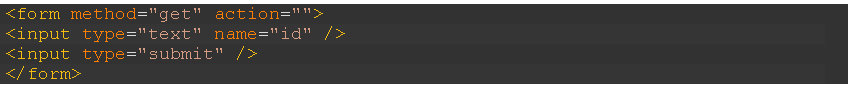 <form method="get" action="">
<input type="text" name="id" />
<input type="submit" />
</form>